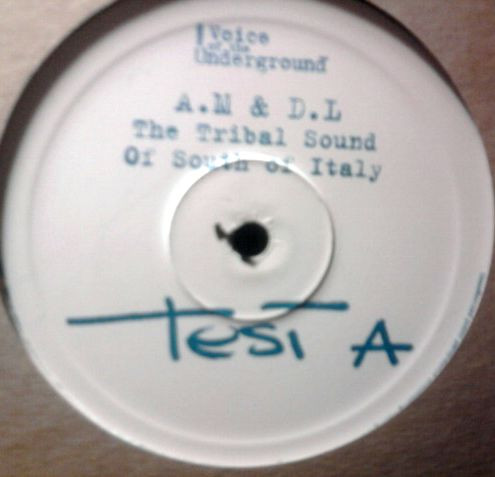 Voice
of the
Underground
A.M & D.L
The Tribal Sound
Of South of Italy
TesT A